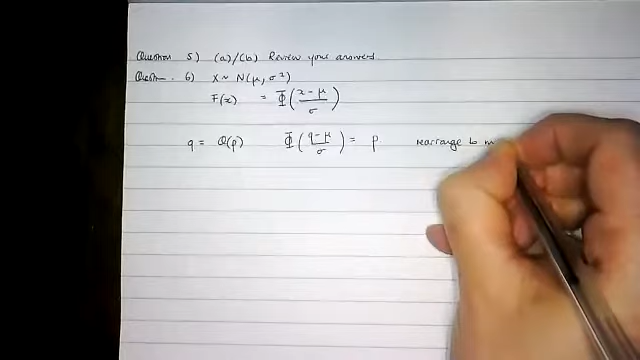 Question 5) (a)/(b) Review your answers.
Question 6) X ~ N(μ, σ²)
F(x) = Φ((x - μ)/σ)
q = Q(p) Φ((q - μ)/σ) = p rearrange to m